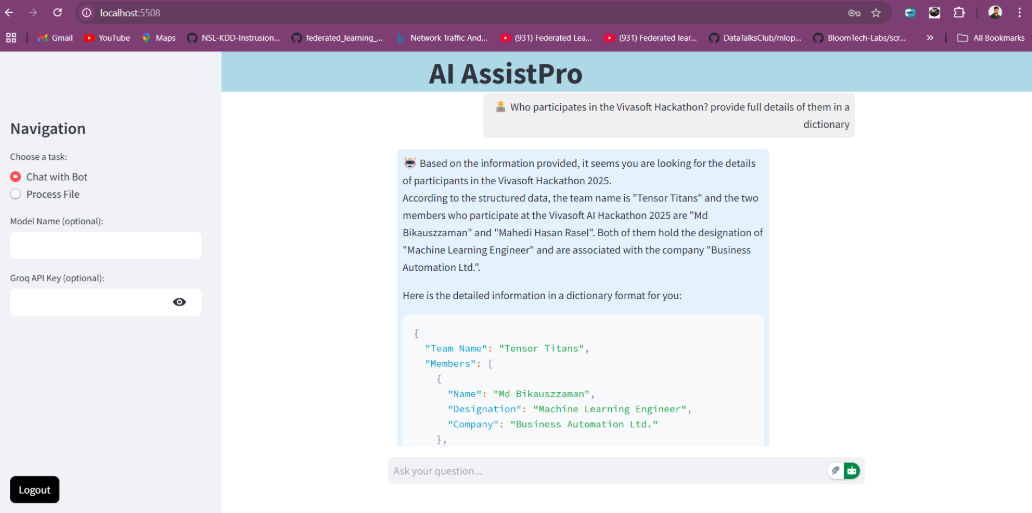 localhost:5508
Gmail
YouTube
Maps
NSL-KDD-Instrusion...
federated_learning_...
Network Traffic And...
(931) Federated Lea...
(931) Federated lear...
DataTalksClub/mlop...
BloomTech-Labs/scr...
»
All Bookmarks
AI AssistPro
Navigation
Choose a task:
Chat with Bot
Process File
Model Name (optional):
Groq API Key (optional):
Logout
Who participates in the Vivasoft Hackathon? provide full details of them in a
dictionary
Based on the information provided, it seems you are looking for the details
of participants in the Vivasoft Hackathon 2025.
According to the structured data, the team name is "Tensor Titans" and the two
members who participate at the Vivasoft AI Hackathon 2025 are "Md
Bikauszzaman" and "Mahedi Hasan Rasel". Both of them hold the designation of
"Machine Learning Engineer" and are associated with the company "Business
Automation Ltd.".
Here is the detailed information in a dictionary format for you:
{
"Team Name": "Tensor Titans",
"Members": [
{
"Name": "Md Bikauszzaman",
"Designation": "Machine Learning Engineer",
"Company": "Business Automation Ltd."
},
Ask your question...